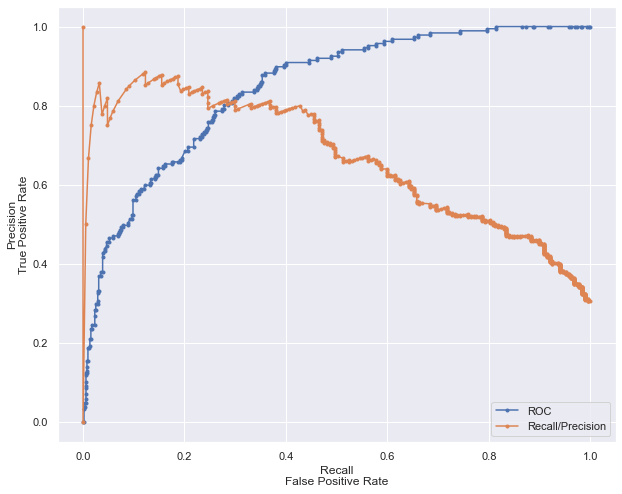 1.0
0.8
0.6
0.4
0.2
0.0
Precision
True Positive Rate
0.0 0.2 0.4 0.6 0.8 1.0
Recall
False Positive Rate
ROC
Recall/Precision